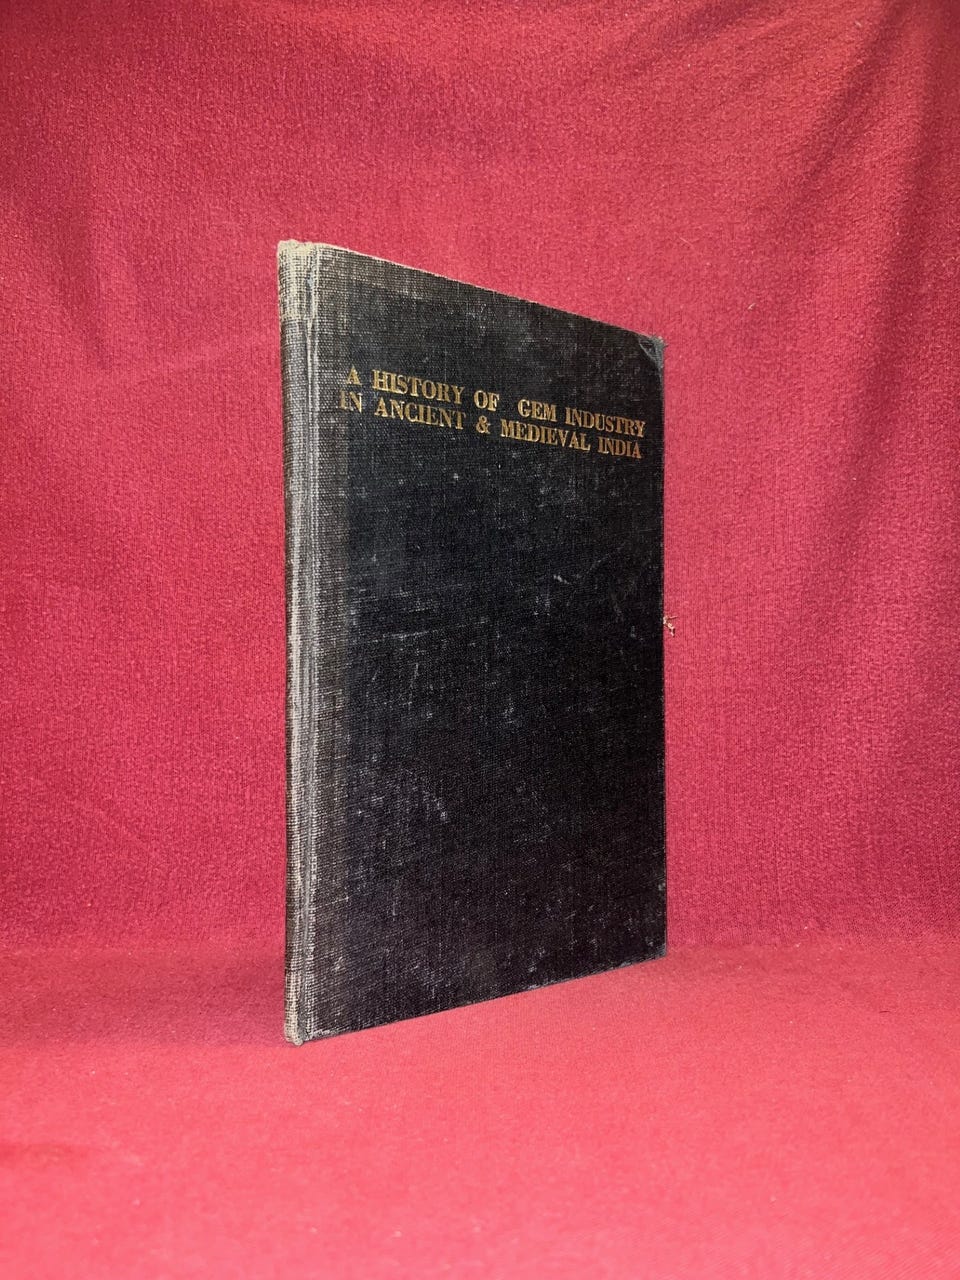 A HISTORY OF GEM INDUSTRY
IN ANCIENT & MEDIEVAL INDIA